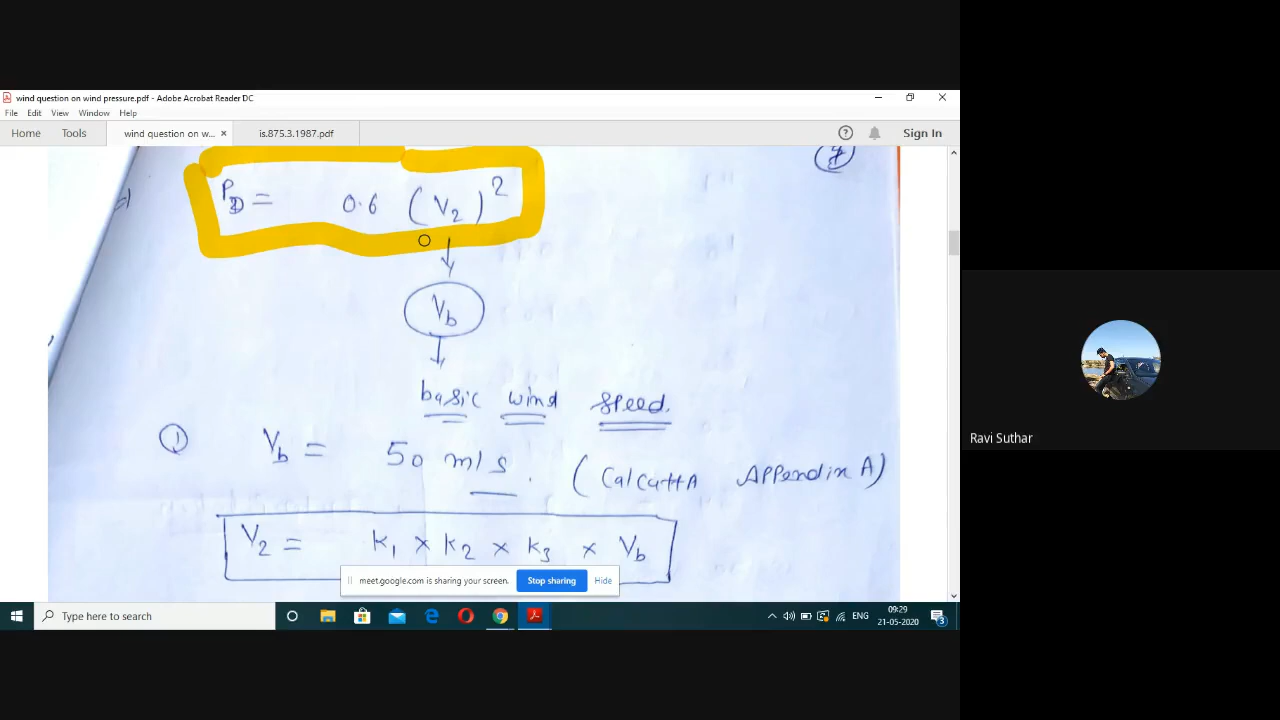 wind question on wind pressure.pdf - Adobe Acrobat Reader DC
File Edit View Window Help
Home Tools wind question on w... × is.875.3.1987.pdf Sign In
⇒ PD = 0.6 (V2)²
Vb
basic wind speed.
① Vb = 50 m/s. (CalcuttA Appendix A)
V2 = k1 × k2 × k3 × Vb
meet.google.com is sharing your screen. Stop sharing Hide
Type here to search
ENG 09:29
21-05-2020
3
Ravi Suthar